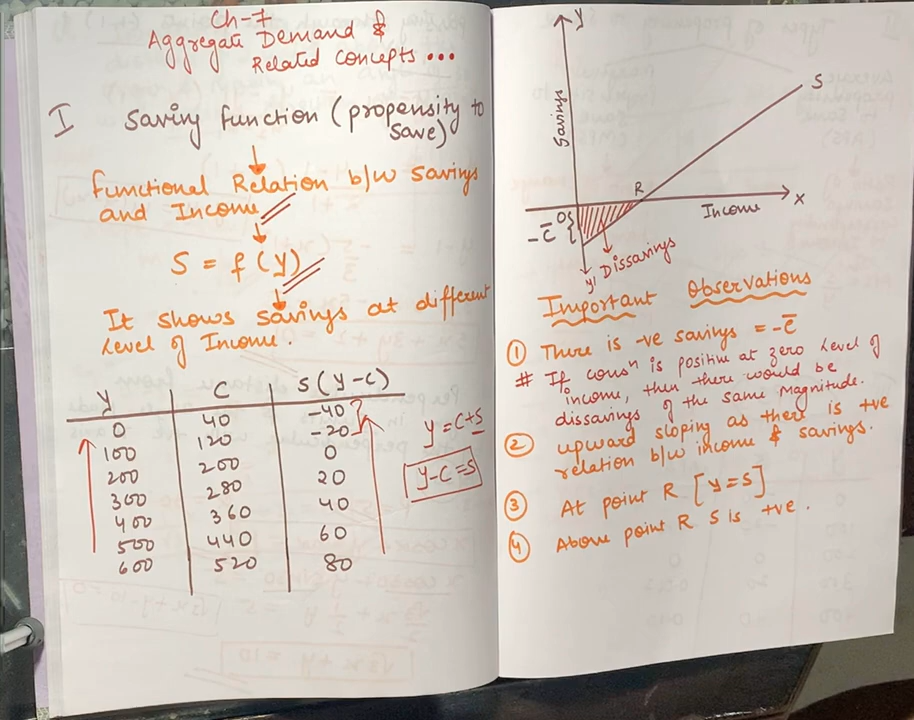 Ch-7
Aggregate Demand &
Related concepts ...
I Saving function (propensity to
save)
functional Relation b/w savings
and Income
S = f (Y)
It shows savings at different
level of Income.
Y C S (Y-C)
0 40 -40
100 120 -20
200 200 0
300 280 20
400 360 40
500 440 60
600 520 80
Y = C+S
Y-C = S
Y
Savings
S
R
O
Income X
-C̅
Y' Dissavings
Important Observations
① There is -ve savings = -C̅
# If consⁿ is positive at zero level of
income, then there would be
dissavings of the same magnitude.
② upward sloping as there is +ve
relation b/w income & savings.
③ At point R [Y=S]
④ Above point R S is +ve.